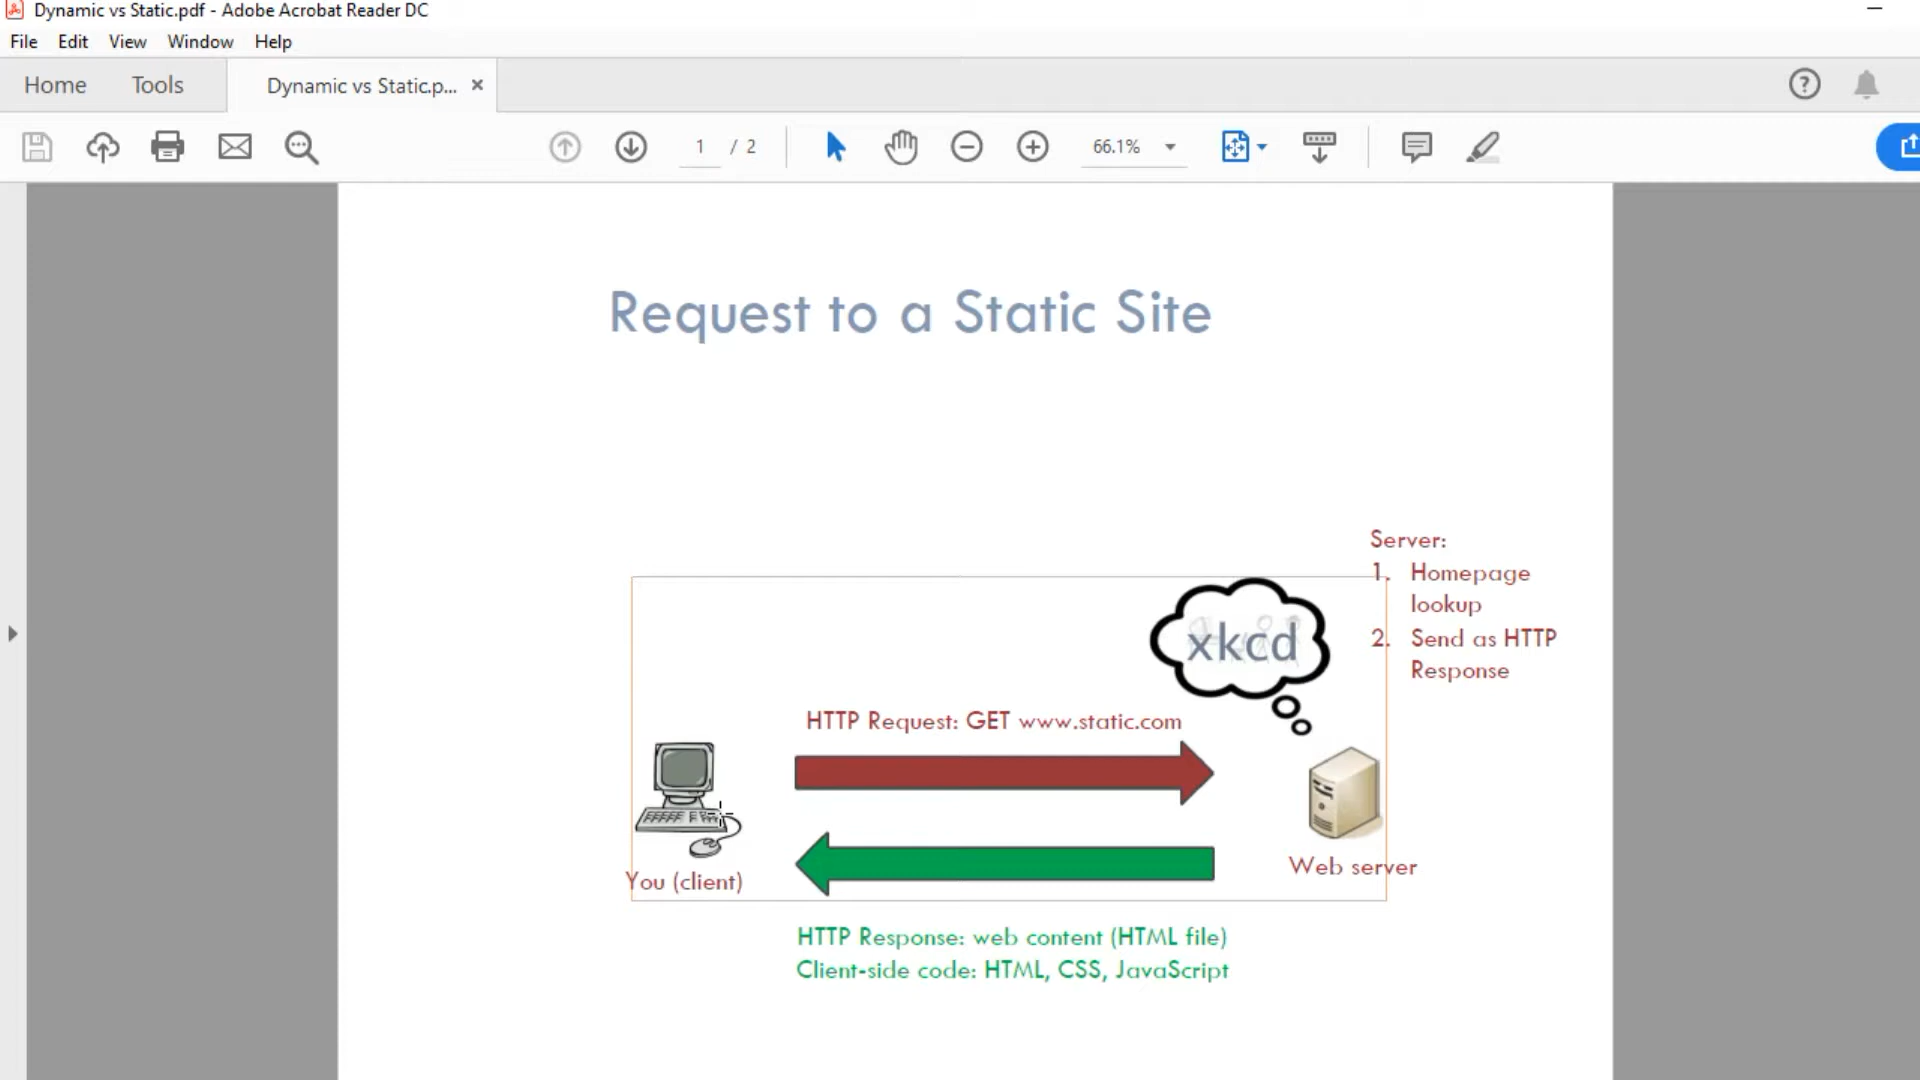 Dynamic vs Static.pdf - Adobe Acrobat Reader DC
File Edit View Window Help
Home Tools Dynamic vs Static.p...
1 / 2 66.1%
Request to a Static Site
Server:
1. Homepage
lookup
2. Send as HTTP
Response
xkcd
HTTP Request: GET www.static.com
You (client)
Web server
HTTP Response: web content (HTML file)
Client-side code: HTML, CSS, JavaScript